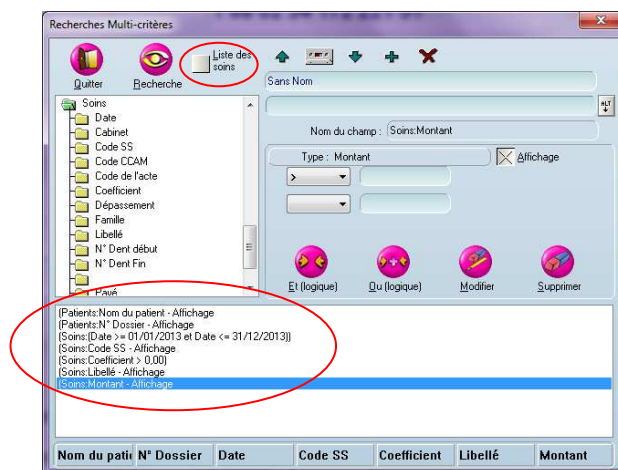 Recherches Multi-critères
Quitter
Recherche
Liste des
soins
Sans Nom
ALT
Soins
Date
Cabinet
Code SS
Code CCAM
Code de l'acte
Coefficient
Dépassement
Famille
Libellé
N° Dent début
N° Dent Fin
Payé
Nom du champ : Soins:Montant
Type : Montant
Affichage
>
Et (logique)
Ou (logique)
Modifier
Supprimer
(Patients:Nom du patient - Affichage
(Patients:N° Dossier - Affichage
(Soins:(Date >= 01/01/2013 et Date <= 31/12/2013))
(Soins:Code SS - Affichage
(Soins:Coefficient > 0,00)
(Soins:Libellé - Affichage
(Soins:Montant - Affichage
Nom du patie N° Dossier Date Code SS Coefficient Libellé Montant